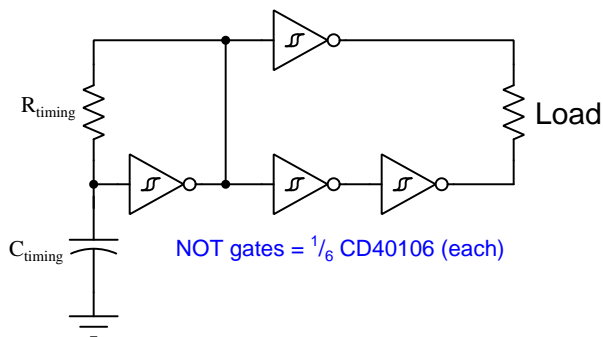 R_timing
Load
C_timing
NOT gates = 1/6 CD40106 (each)